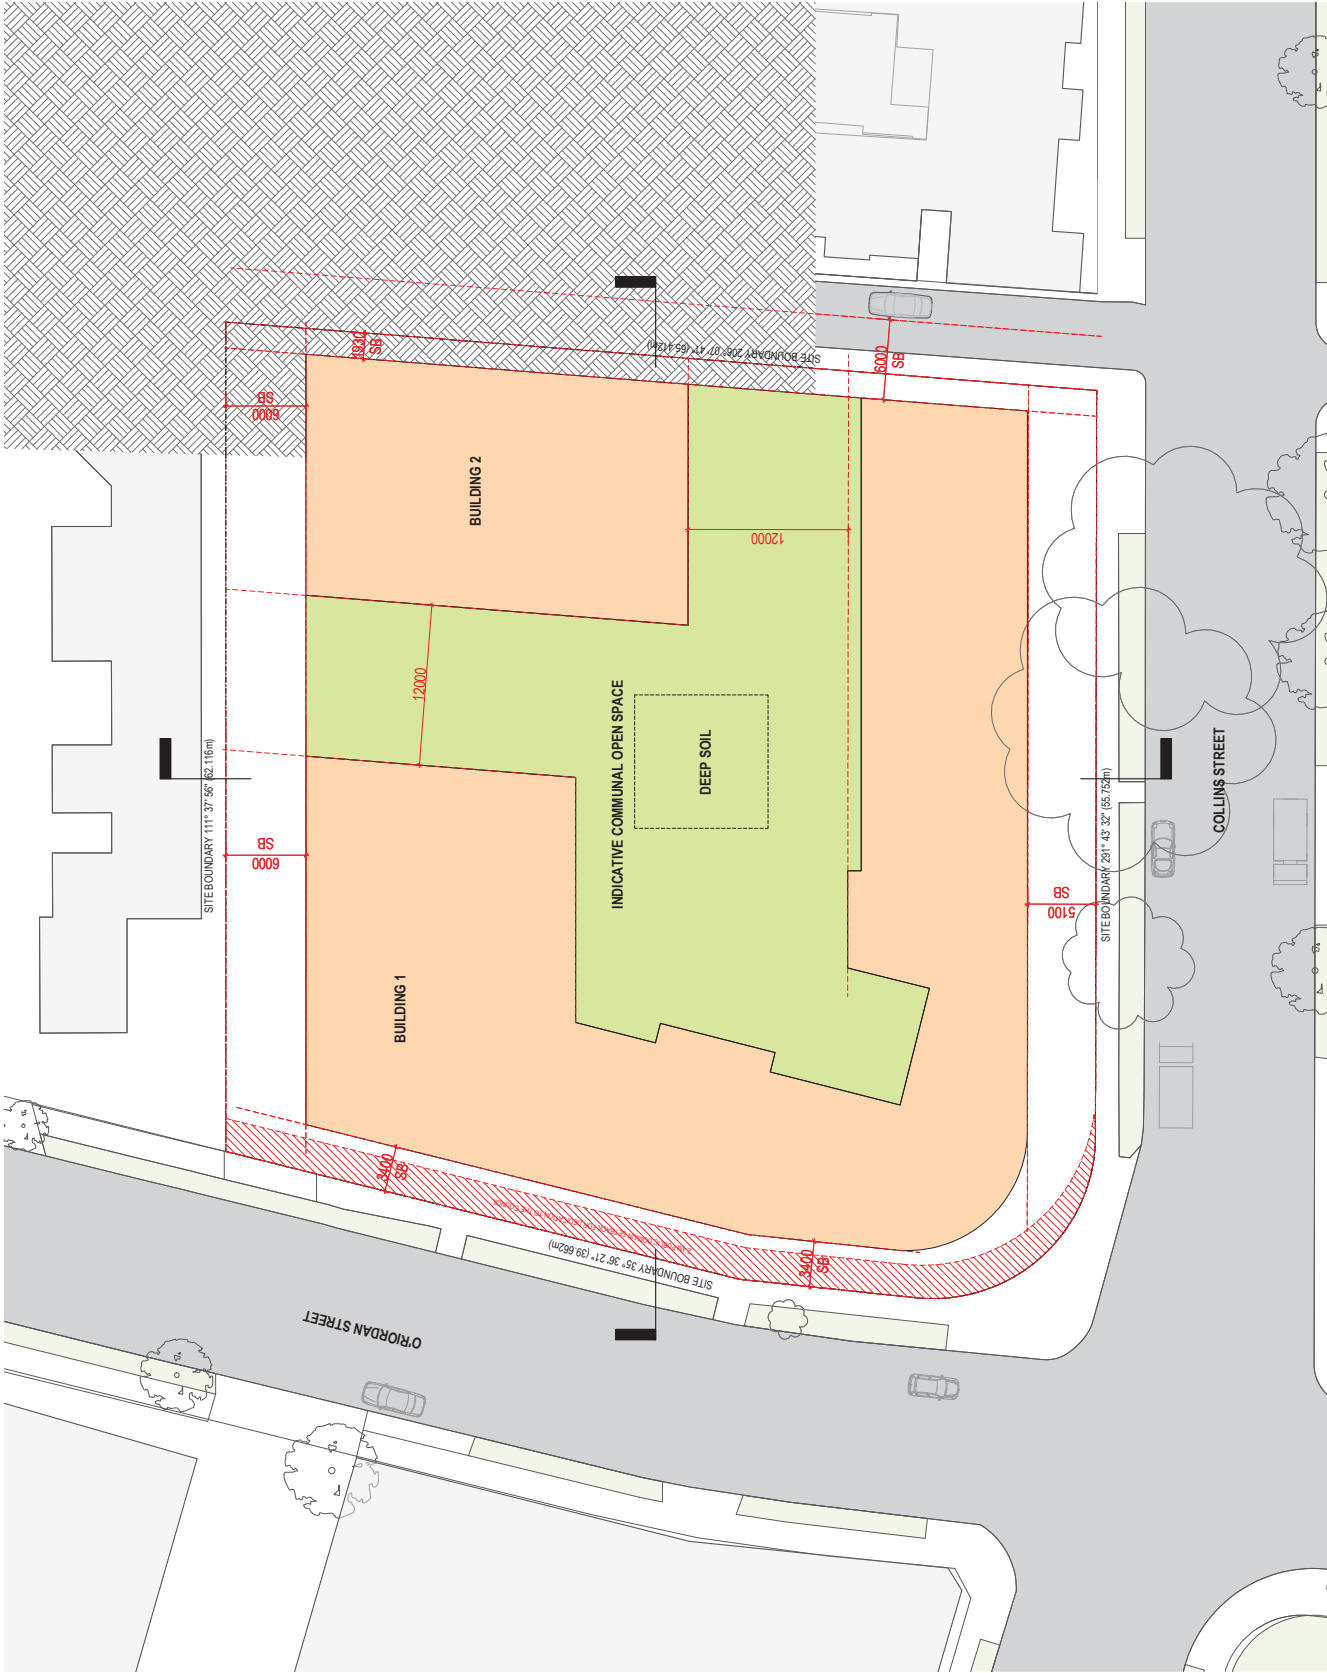 6000
SB
1930
SB
SITE BOUNDARY 206° 07' 41" (65.412m)
6000
SB
BUILDING 2
12000
12000
INDICATIVE COMMUNAL OPEN SPACE
DEEP SOIL
SITE BOUNDARY 111° 37' 56" (62.116m)
6000
SB
COLLINS STREET
SITE BOUNDARY 291° 43' 32" (55.752m)
5100
SB
BUILDING 1
3400
SB
SITE BOUNDARY 35° 36' 21" (39.662m)
3400
SB
O'RIORDAN STREET